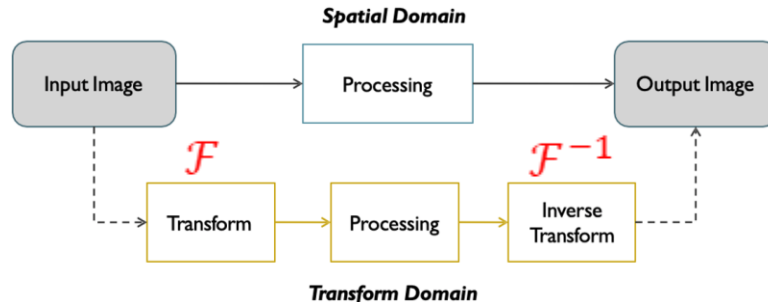 Spatial Domain
Input Image
Processing
Output Image
ℱ
ℱ⁻¹
Transform
Processing
Inverse
Transform
Transform Domain